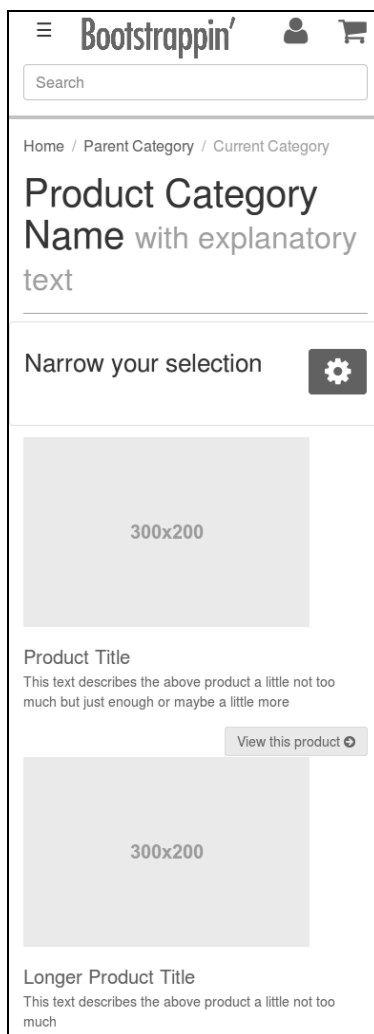 Bootstrappin'
Search
Home / Parent Category / Current Category
Product Category
Name with explanatory
text
Narrow your selection
300x200
Product Title
This text describes the above product a little not too
much but just enough or maybe a little more
View this product
300x200
Longer Product Title
This text describes the above product a little not too
much